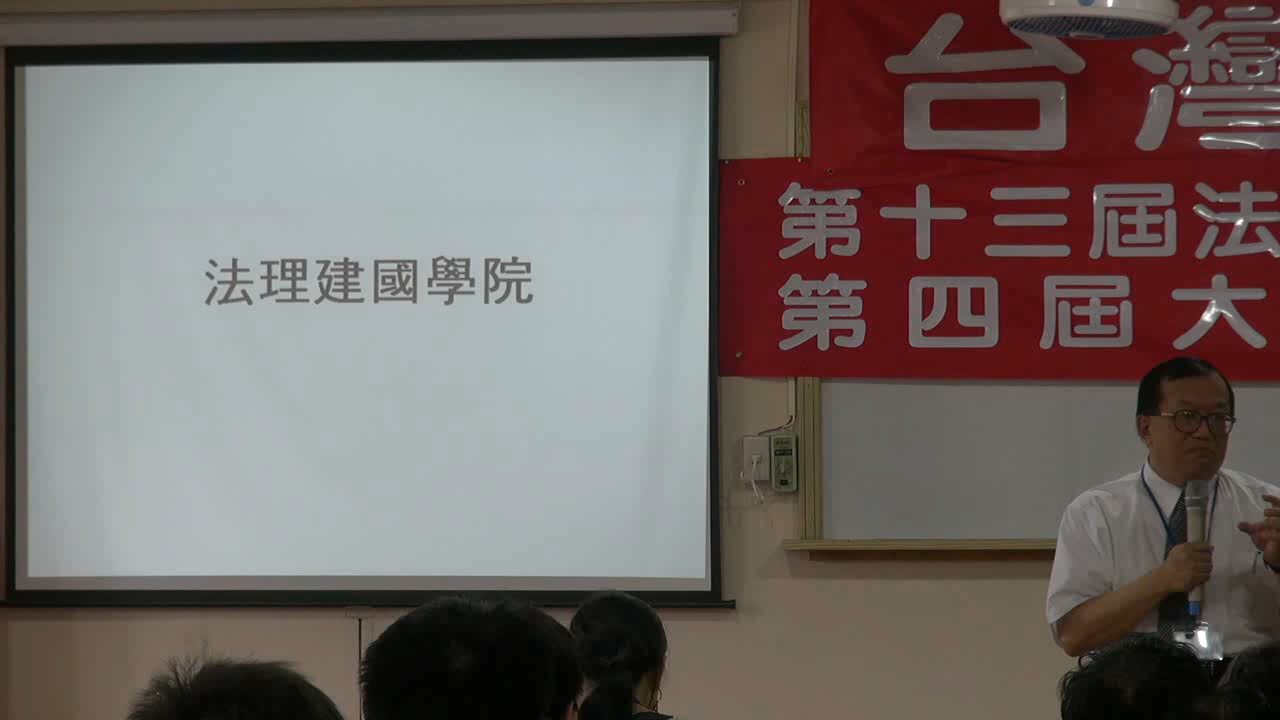 法理建國學院
台灣
第十三屆法
第四屆大